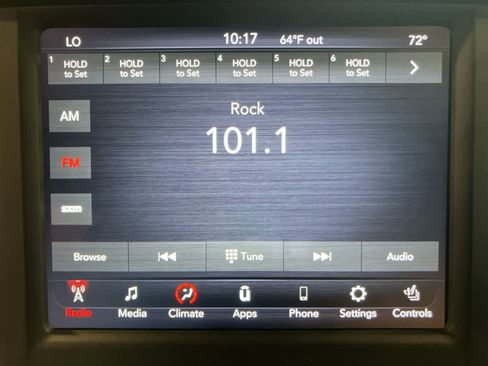 LO 10:17 64°F out 72°
1 HOLD to Set 2 HOLD to Set 3 HOLD to Set 4 HOLD to Set 5 HOLD to Set 6 HOLD to Set
AM
Rock
101.1
FM
sxm
Browse Tune Audio
Radio Media Climate Apps Phone Settings Controls